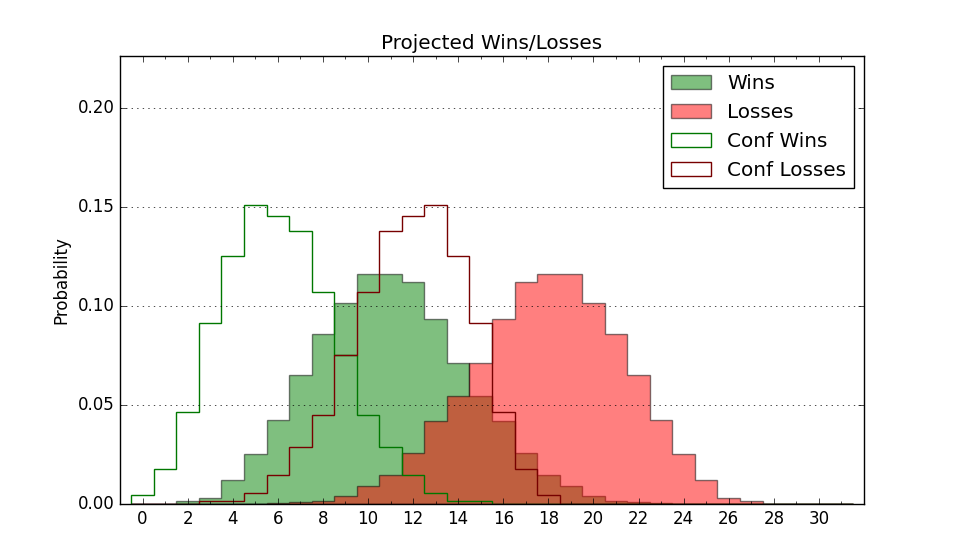 Projected Wins/Losses
Wins
Losses
Conf Wins
Conf Losses
Probability
0.20
0.15
0.10
0.05
0.00
0 2 4 6 8 10 12 14 16 18 20 22 24 26 28 30